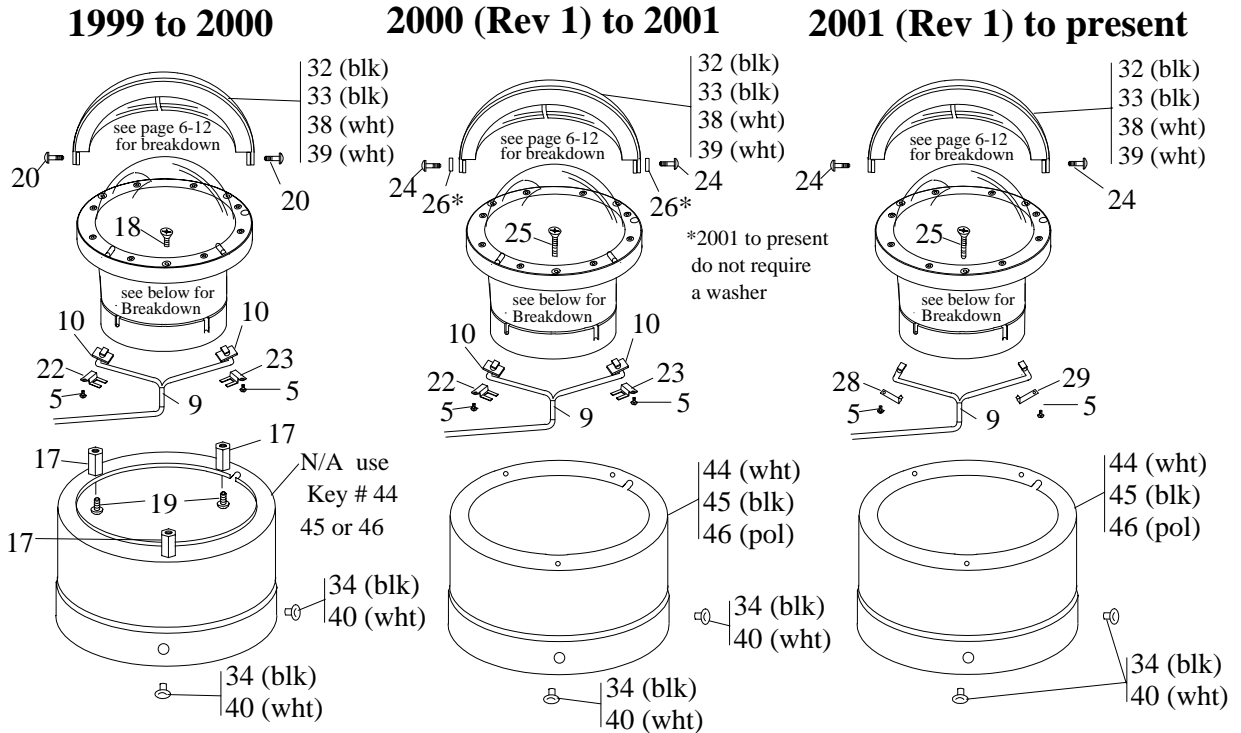 1999 to 2000
32 (blk)
33 (blk)
38 (wht)
39 (wht)
see page 6-12
for breakdown
20
20
18
see below for
Breakdown
10
10
22
23
5
5
9
17
17
N/A use
Key # 44
45 or 46
19
17
34 (blk)
40 (wht)
34 (blk)
40 (wht)
2000 (Rev 1) to 2001
32 (blk)
33 (blk)
38 (wht)
39 (wht)
see page 6-12
for breakdown
24
24
26*
26*
25
*2001 to present
do not require
a washer
see below for
Breakdown
10
10
22
23
5
5
9
44 (wht)
45 (blk)
46 (pol)
34 (blk)
40 (wht)
34 (blk)
40 (wht)
2001 (Rev 1) to present
32 (blk)
33 (blk)
38 (wht)
39 (wht)
see page 6-12
for breakdown
24
24
25
see below for
Breakdown
28
29
5
5
9
44 (wht)
45 (blk)
46 (pol)
34 (blk)
40 (wht)